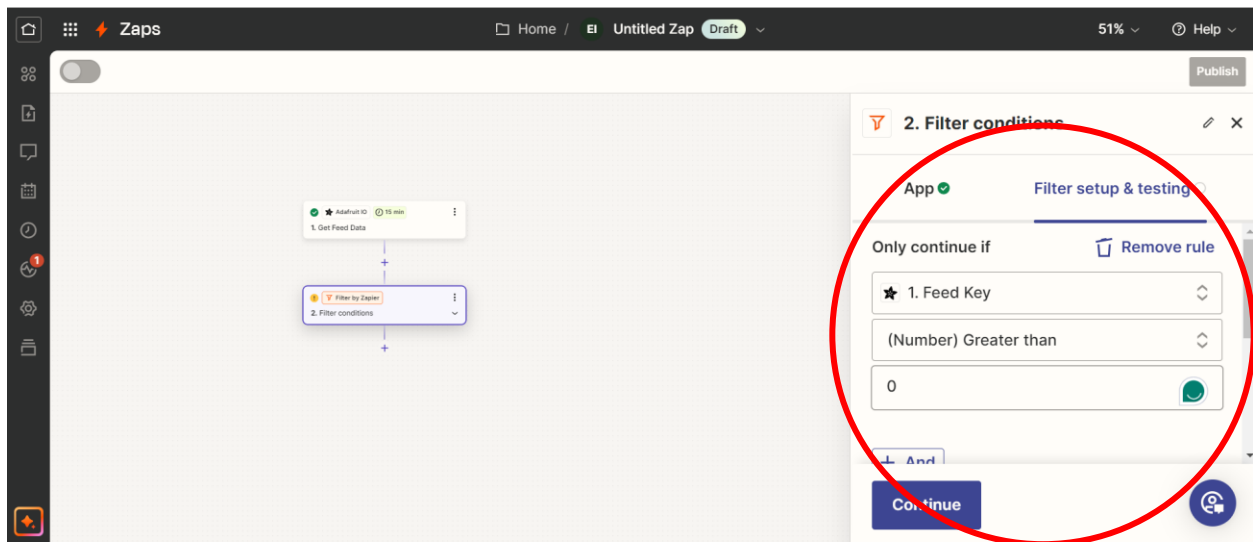 Zaps
Home / EI Untitled Zap Draft
51%
Help
Publish
2. Filter conditions
App
Filter setup & testing
Only continue if
Remove rule
1. Feed Key
(Number) Greater than
0
+ And
Continue
Adafruit IO 15 min
1. Get Feed Data
+
Filter by Zapier
2. Filter conditions
+
1